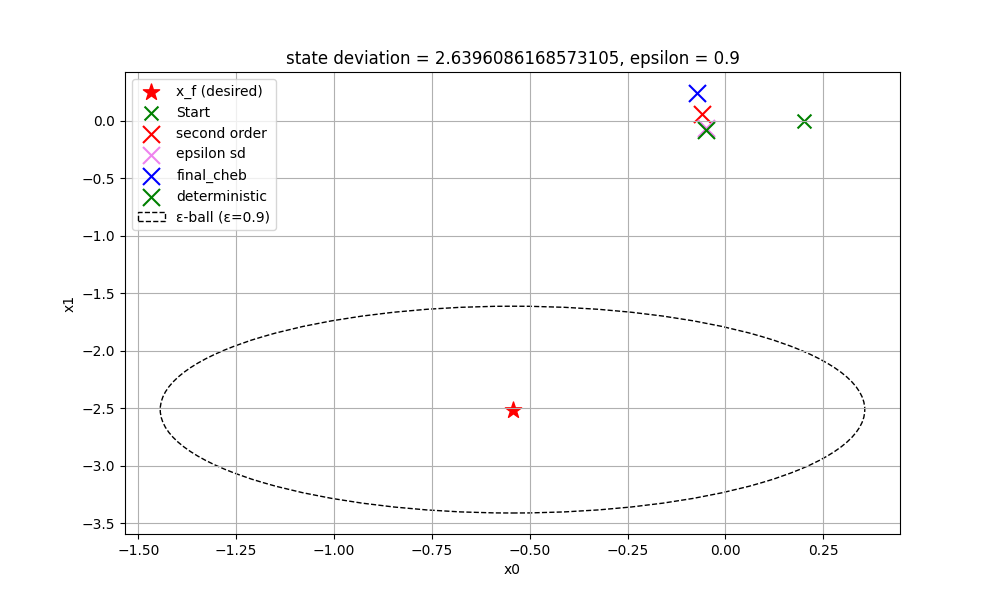 state deviation = 2.6396086168573105, epsilon = 0.9
x_f (desired)
Start
second order
epsilon sd
final_cheb
deterministic
ε-ball (ε=0.9)
x1
0.0
−0.5
−1.0
−1.5
−2.0
−2.5
−3.0
−3.5
−1.50 −1.25 −1.00 −0.75 −0.50 −0.25 0.00 0.25
x0